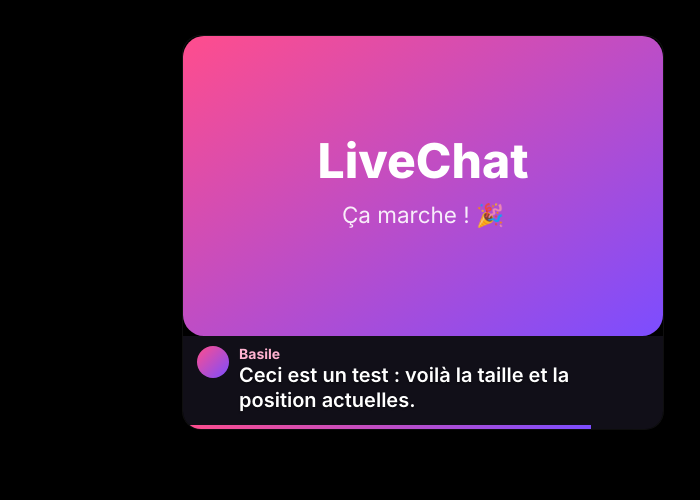 LiveChat
Ça marche ! 🎉
Basile
Ceci est un test : voilà la taille et la
position actuelles.